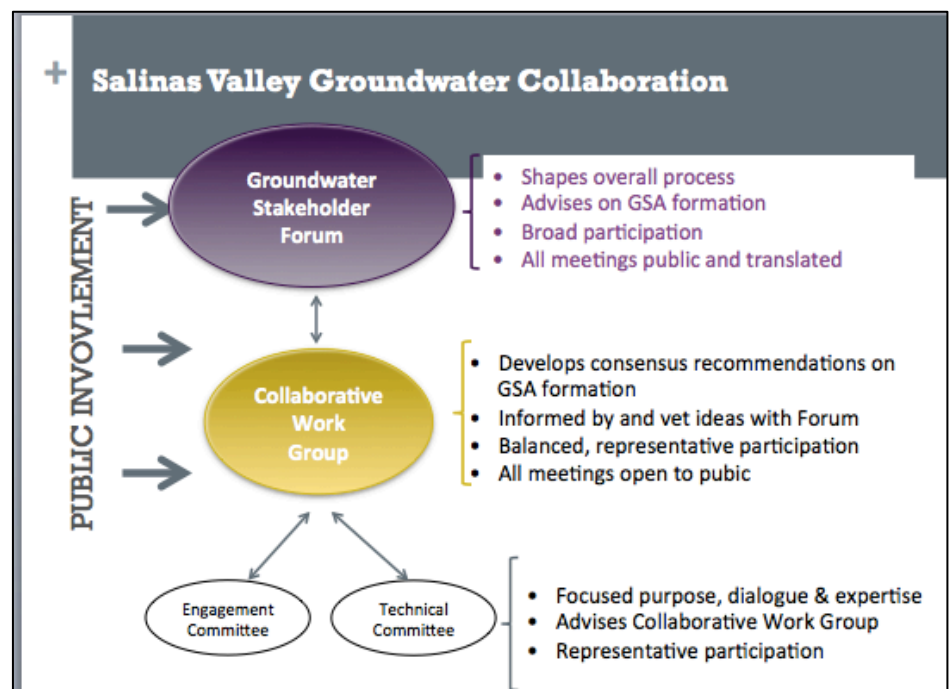 +
Salinas Valley Groundwater Collaboration
PUBLIC INVOVLEMENT
Groundwater
Stakeholder
Forum
• Shapes overall process
• Advises on GSA formation
• Broad participation
• All meetings public and translated
Collaborative
Work
Group
• Develops consensus recommendations on
GSA formation
• Informed by and vet ideas with Forum
• Balanced, representative participation
• All meetings open to pubic
Engagement
Committee
Technical
Committee
• Focused purpose, dialogue & expertise
• Advises Collaborative Work Group
• Representative participation